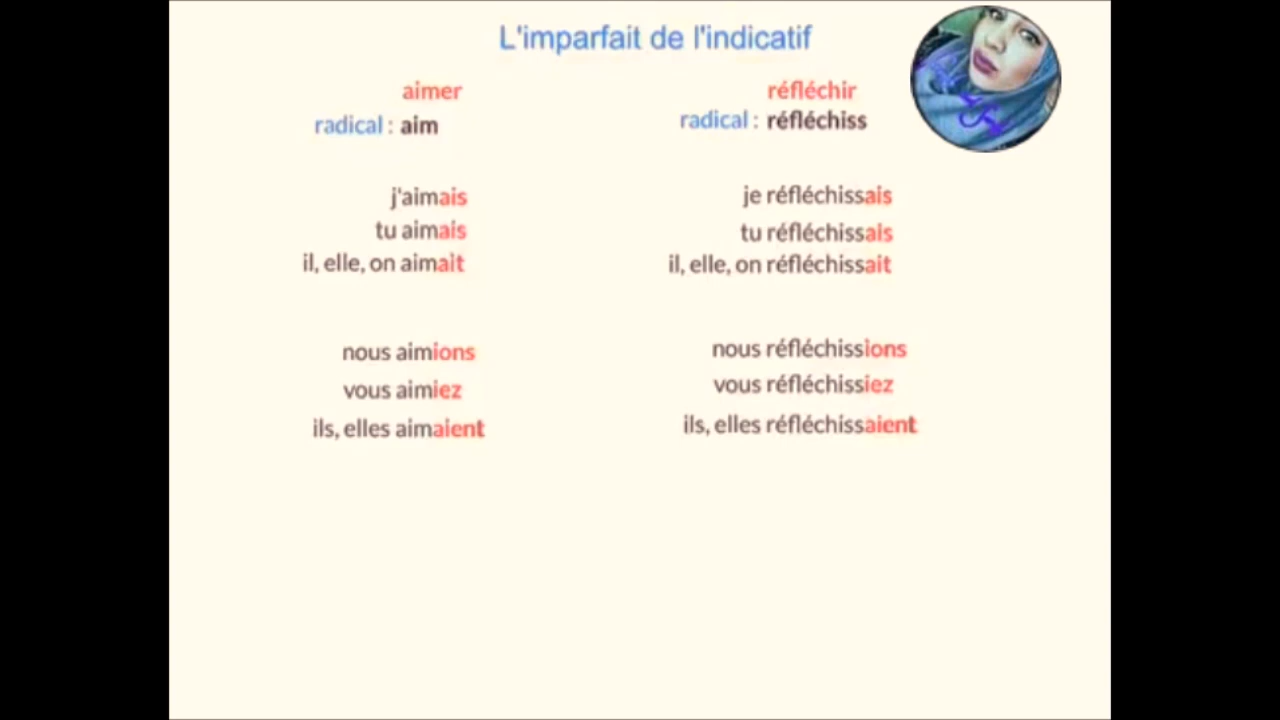 L'imparfait de l'indicatif
aimer
radical : aim
j'aimais
tu aimais
il, elle, on aimait
nous aimions
vous aimiez
ils, elles aimaient
réfléchir
radical : réfléchiss
je réfléchissais
tu réfléchissais
il, elle, on réfléchissait
nous réfléchissions
vous réfléchissiez
ils, elles réfléchissaient